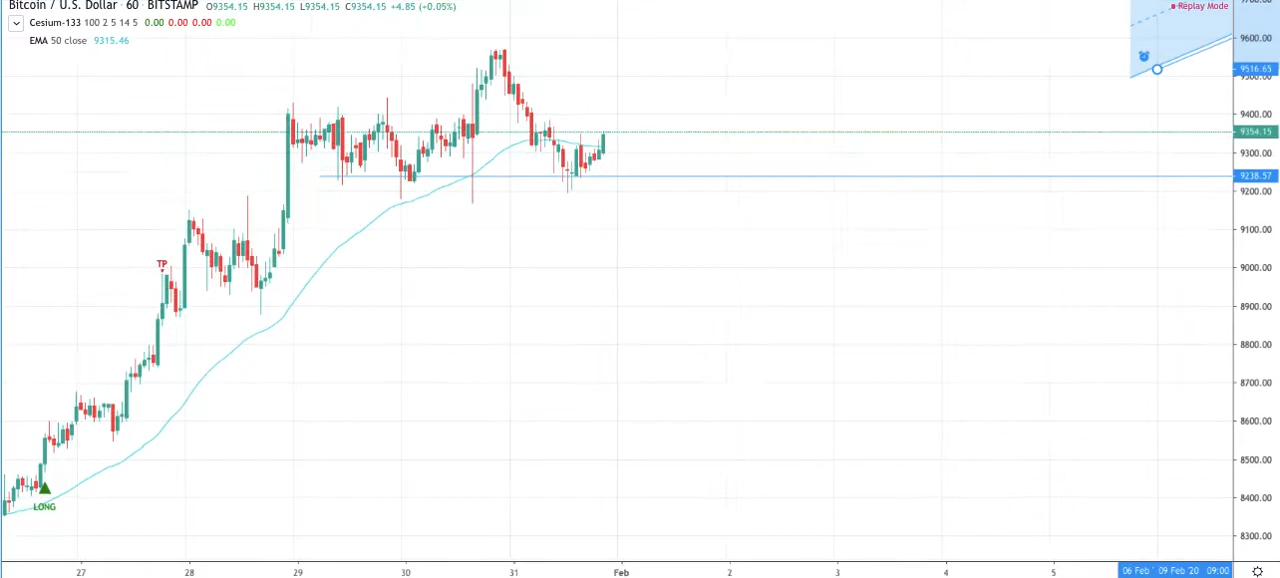 Bitcoin / U.S. Dollar · 60 · BITSTAMP O9354.15 H9354.15 L9354.15 C9354.15 +4.85 (+0.05%)
Replay Mode
Cesium-133 100 2 5 14 5 0.00 0.00 0.00 0.00
EMA 50 close 9315.46
9700.00
9600.00
9516.65
9500.00
9400.00
9354.15
9300.00
9238.57
9200.00
9100.00
9000.00
8900.00
8800.00
8700.00
8600.00
8500.00
8400.00
8300.00
TP
LONG
27 28 29 30 31 Feb 2 3 4 5 06 Feb ' 09 Feb '20 09:00